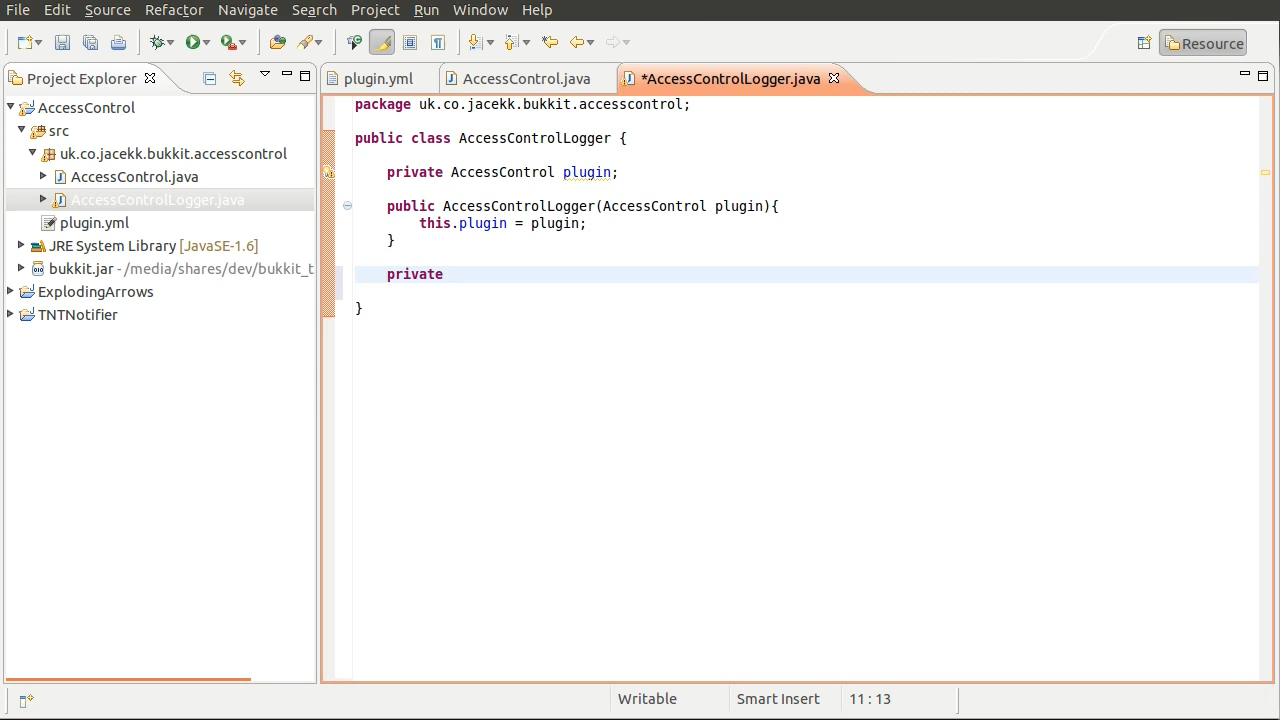 File Edit Source Refactor Navigate Search Project Run Window Help
Resource
Project Explorer
plugin.yml
AccessControl.java
*AccessControlLogger.java
AccessControl
src
uk.co.jacekk.bukkit.accesscontrol
AccessControl.java
AccessControlLogger.java
plugin.yml
JRE System Library [JavaSE-1.6]
bukkit.jar - /media/shares/dev/bukkit_t
ExplodingArrows
TNTNotifier
package uk.co.jacekk.bukkit.accesscontrol;
public class AccessControlLogger {
private AccessControl plugin;
public AccessControlLogger(AccessControl plugin){
this.plugin = plugin;
}
private
}
Writable
Smart Insert
11 : 13